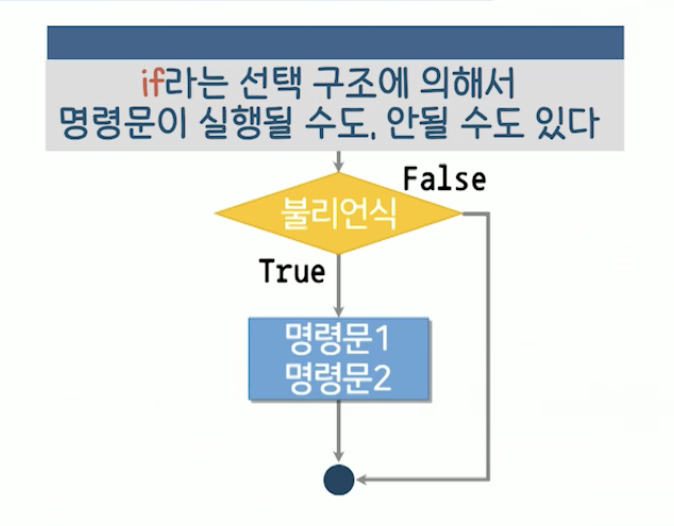 if라는 선택 구조에 의해서
명령문이 실행될 수도, 안될 수도 있다
False
불리언식
True
명령문1
명령문2